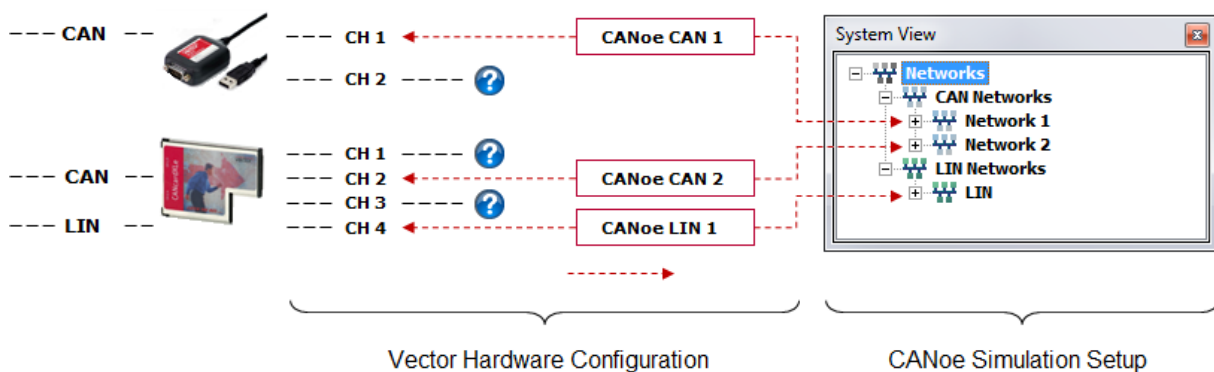 CAN
CH 1
CANoe CAN 1
CH 2
?
System View
Networks
CAN Networks
Network 1
Network 2
LIN Networks
LIN
CH 1
?
CAN
CH 2
CANoe CAN 2
CH 3
?
LIN
CH 4
CANoe LIN 1
Vector Hardware Configuration
CANoe Simulation Setup